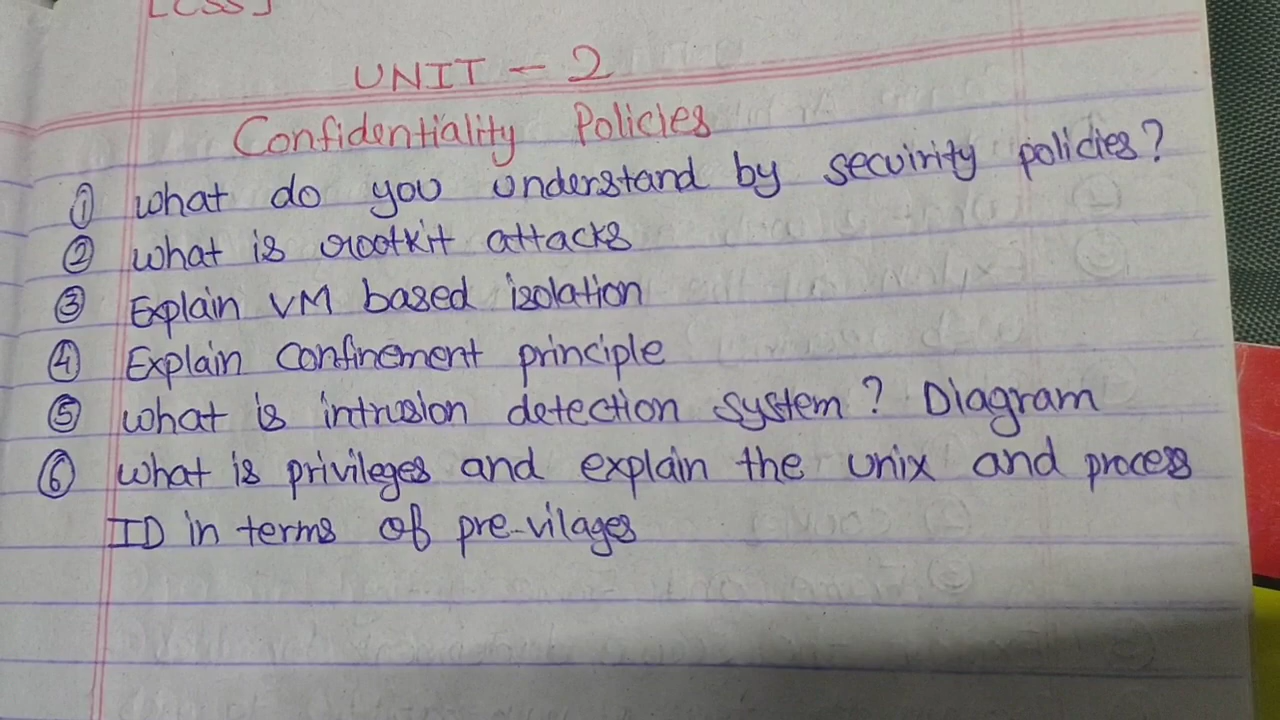 [CSS]
UNIT - 2
Confidentiality Policies
① what do you understand by secuirity policies?
② what is rootkit attacks
③ Explain VM based isolation
④ Explain confinement principle
⑤ what is intrusion detection system? Diagram
⑥ what is privileges and explain the unix and process
ID in terms of pre-vilages